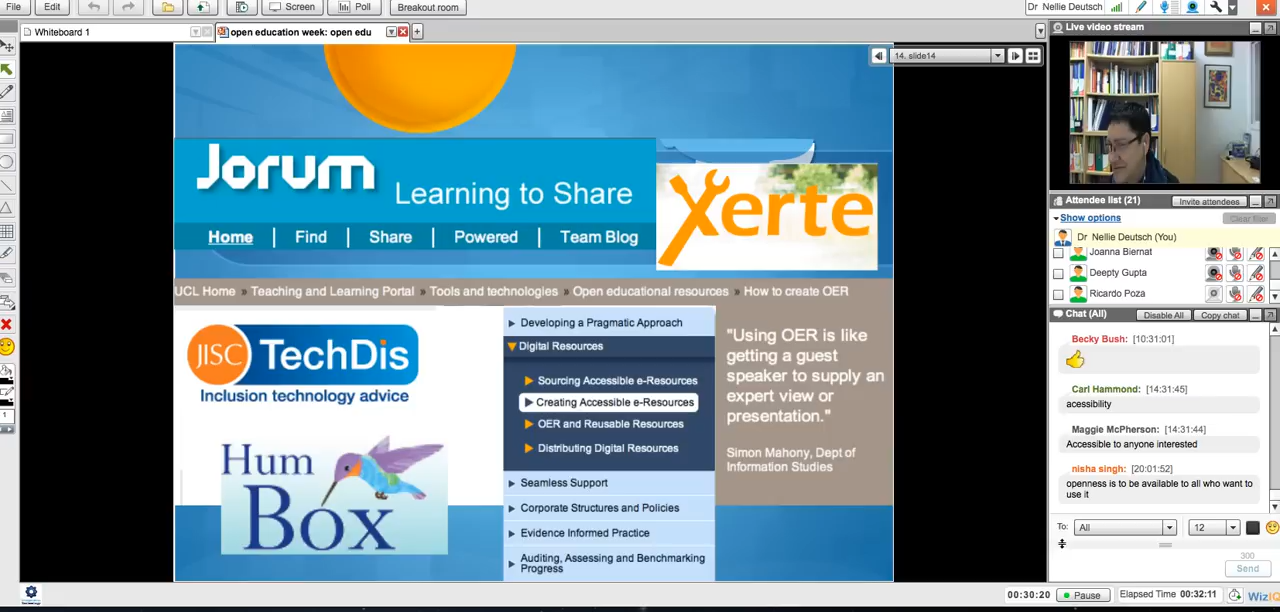 File
Edit
Screen
Poll
Breakout room
Dr Nellie Deutsch
Whiteboard 1
open education week: open edu
14. slide14
Jorum
Learning to Share
Home | Find | Share | Powered | Team Blog
Xerte
UCL Home » Teaching and Learning Portal » Tools and technologies » Open educational resources » How to create OER
JISC TechDis
Inclusion technology advice
Hum
Box
Developing a Pragmatic Approach
Digital Resources
Sourcing Accessible e-Resources
Creating Accessible e-Resources
OER and Reusable Resources
Distributing Digital Resources
Seamless Support
Corporate Structures and Policies
Evidence Informed Practice
Auditing, Assessing and Benchmarking
Progress
"Using OER is like
getting a guest
speaker to supply an
expert view or
presentation."
Simon Mahony, Dept of
Information Studies
Live video stream
Attendee list (21)
Invite attendees
Show options
Clear filter
Dr Nellie Deutsch (You)
Joanna Biernat
Deepty Gupta
Ricardo Poza
Chat (All)
Disable All
Copy chat
Becky Bush: [10:31:01]
Carl Hammond: [14:31:45]
acessibility
Maggie McPherson: [14:31:44]
Accessible to anyone interested
nisha singh: [20:01:52]
openness is to be available to all who want to
use it
To: All
12
300
Send
1
00:30:20
Pause
Elapsed Time 00:32:11
WizIQ